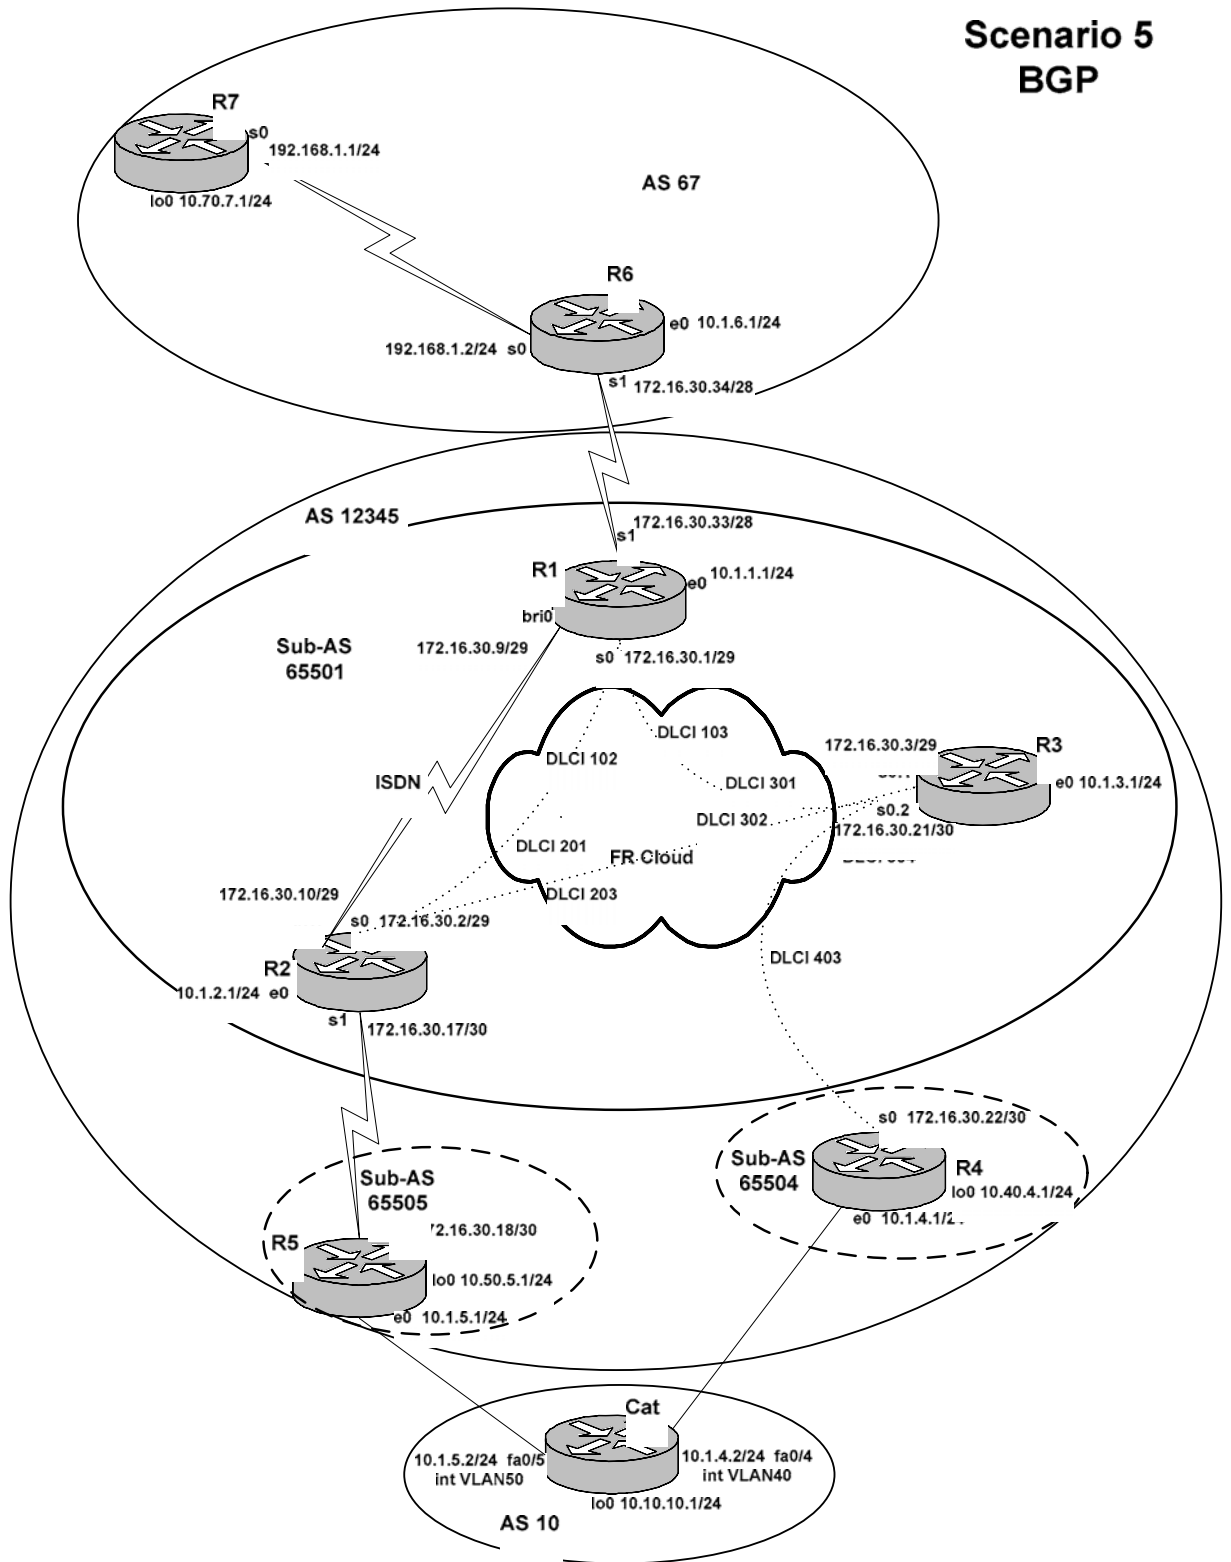 Scenario 5
BGP
R7
s0
192.168.1.1/24
lo0 10.70.7.1/24
AS 67
R6
e0 10.1.6.1/24
192.168.1.2/24 s0
s1 172.16.30.34/28
AS 12345
172.16.30.33/28
s1
R1
e0 10.1.1.1/24
bri0
Sub-AS
65501
172.16.30.9/29
s0 172.16.30.1/29
DLCI 103
172.16.30.3/29
R3
DLCI 102
ISDN
DLCI 301
e0 10.1.3.1/24
s0.2
DLCI 302
172.16.30.21/30
DLCI 201
FR Cloud
172.16.30.10/29
DLCI 203
s0 172.16.30.2/29
DLCI 403
R2
10.1.2.1/24 e0
s1
172.16.30.17/30
s0 172.16.30.22/30
Sub-AS
65504
R4
lo0 10.40.4.1/24
e0 10.1.4.1/2
Sub-AS
65505
72.16.30.18/30
R5
lo0 10.50.5.1/24
e0 10.1.5.1/24
Cat
10.1.5.2/24 fa0/5
int VLAN50
10.1.4.2/24 fa0/4
int VLAN40
lo0 10.10.10.1/24
AS 10